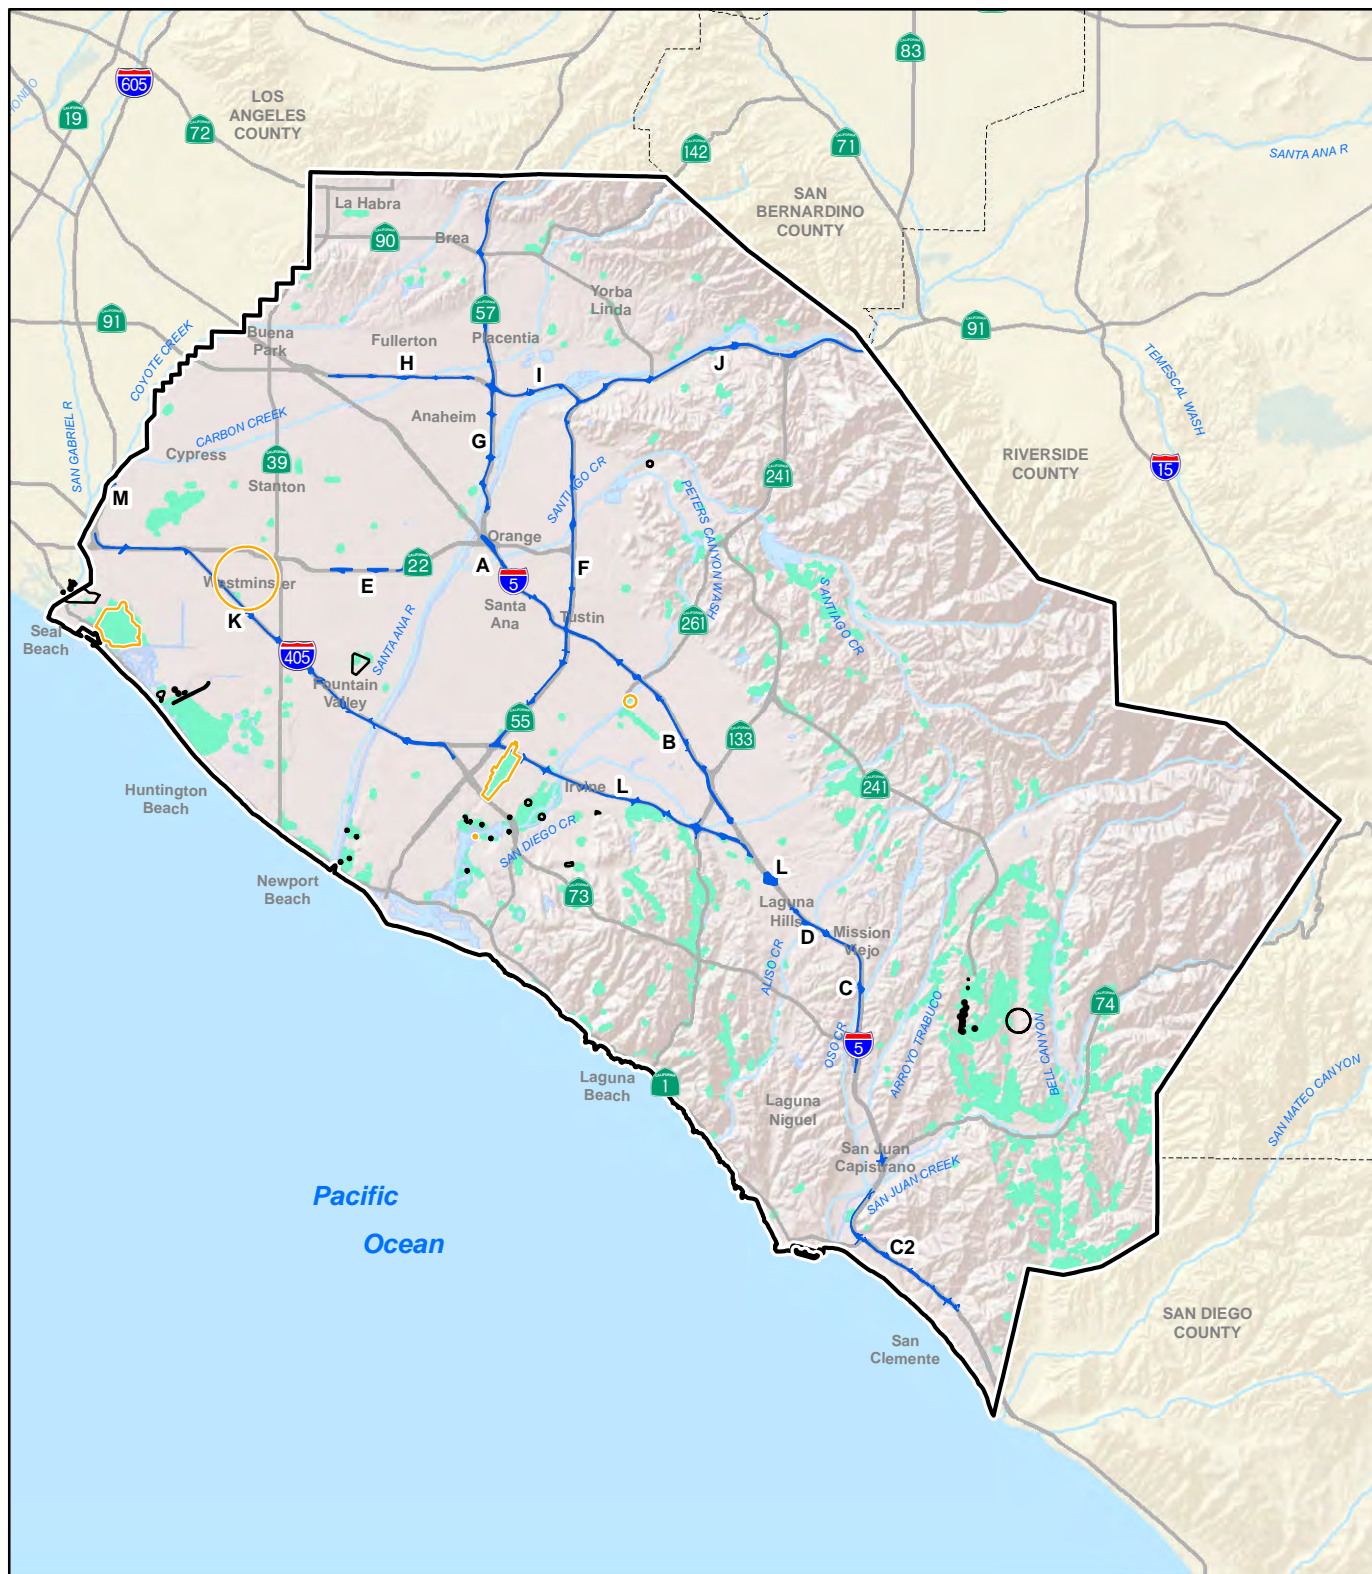 83
605
LOS
ANGELES
COUNTY
19
72
142
71
SANTA ANA R
SAN
BERNARDINO
COUNTY
La Habra
90
Brea
57
Yorba
Linda
91
COYOTE CREEK
Buena
Park
Fullerton
Placentia
91
TEMESCAL WASH
H
I
J
SAN GABRIEL R
CARBON CREEK
Anaheim
G
Cypress
39
Stanton
SANTIAGO CR
PETERS CANYON WASH
241
RIVERSIDE
COUNTY
15
M
Orange
A
F
22
E
5
Westminster
K
Santa
Ana
Tustin
261
SANTIAGO CR
SANTA ANA R
Seal
Beach
405
Fountain
Valley
55
B
133
241
Huntington
Beach
Irvine
L
SAN DIEGO CR
Newport
Beach
73
L
Laguna
Hills
D
Mission
Viejo
ALISO CR
C
74
OSO CR
5
ARROYO TRABUCO
BELL CANYON
Laguna
Beach
1
Laguna
Niguel
SAN MATEO CANYON
San Juan
Capistrano
SAN JUAN CREEK
Pacific
Ocean
C2
San
Clemente
SAN DIEGO
COUNTY